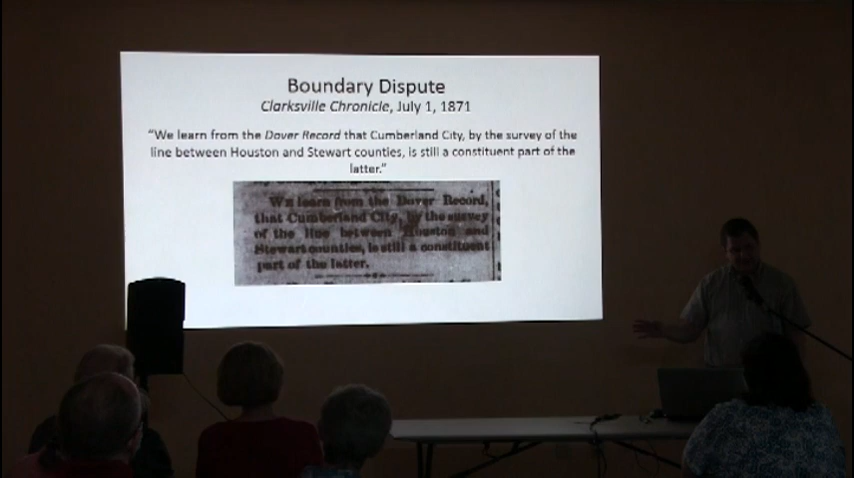 Boundary Dispute
Clarksville Chronicle, July 1, 1871
"We learn from the Dover Record that Cumberland City, by the survey of the
line between Houston and Stewart counties, is still a constituent part of the
latter."
We learn from the Dover Record,
that Cumberland City, by the survey
of the line between Houston and
Stewart counties, is still a constituent
part of the latter.